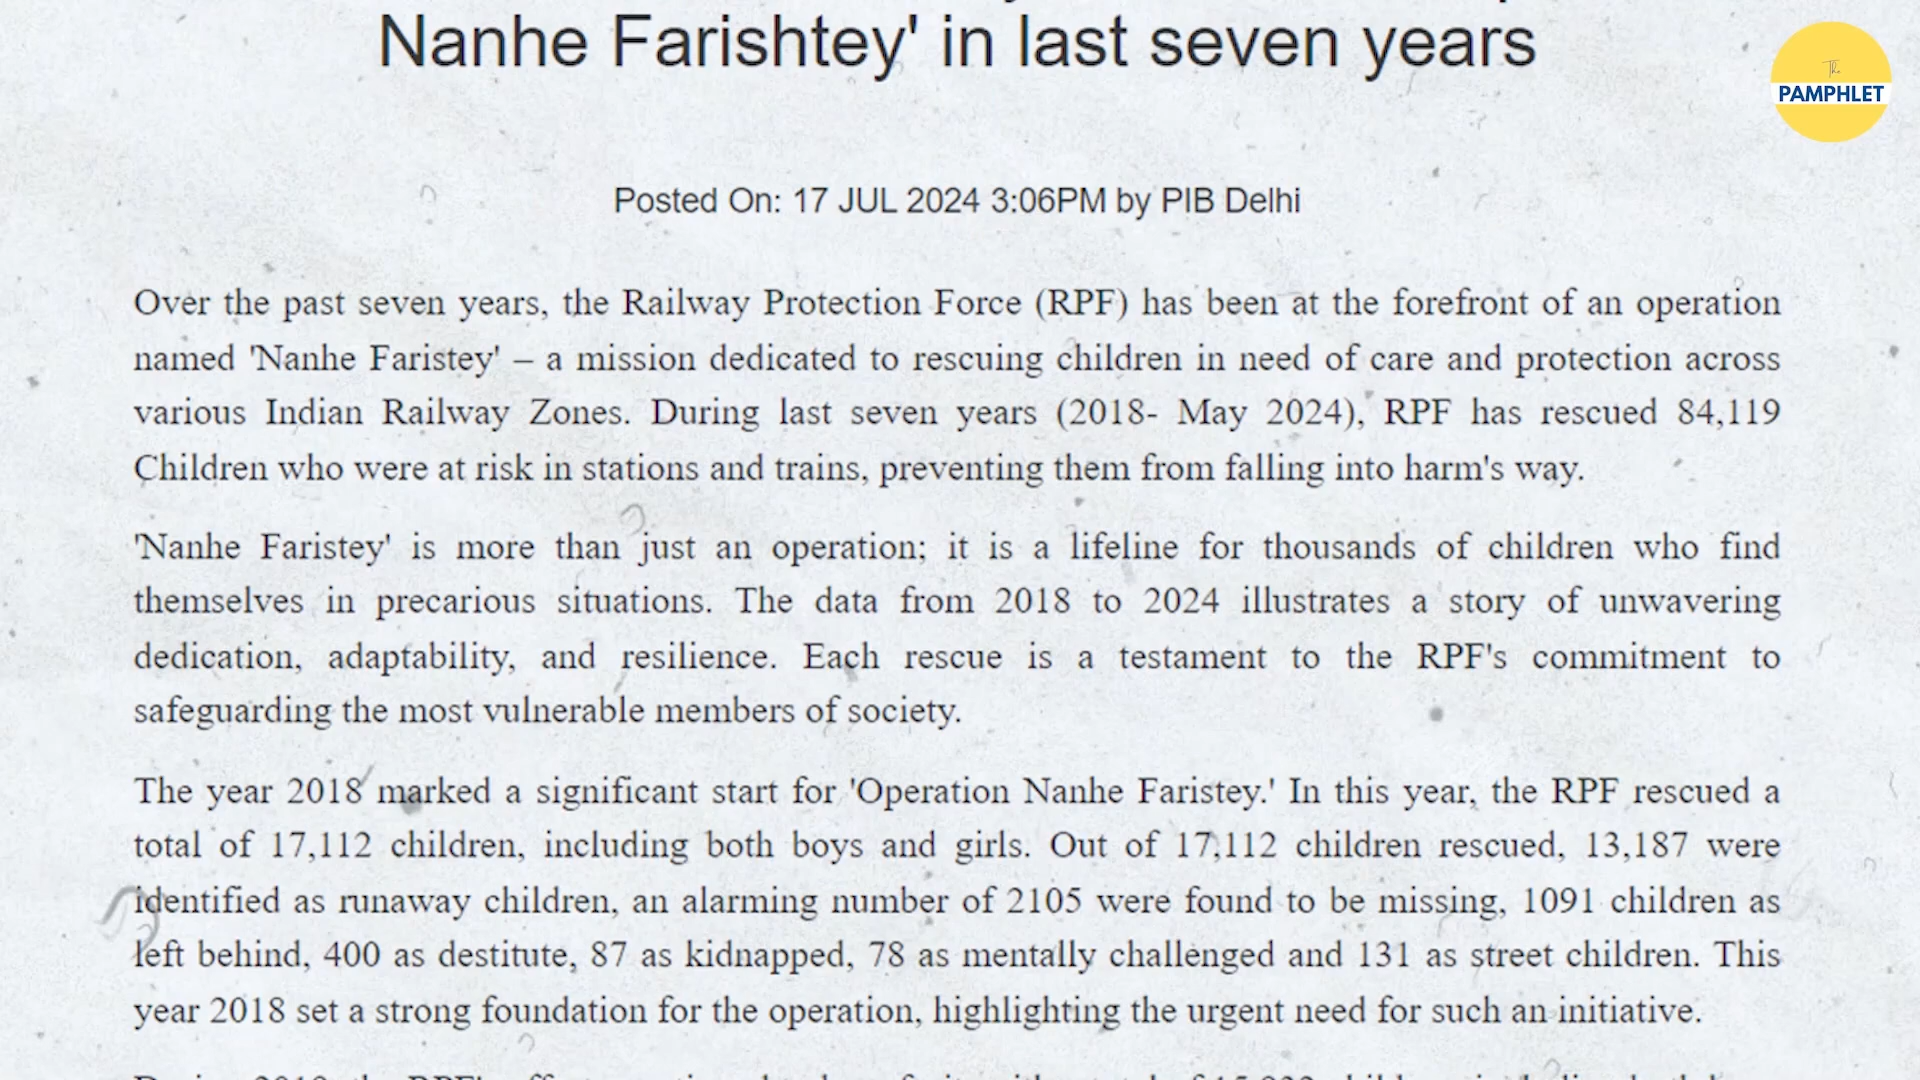 Nanhe Farishtey' in last seven years
The
PAMPHLET
Posted On: 17 JUL 2024 3:06PM by PIB Delhi
Over the past seven years, the Railway Protection Force (RPF) has been at the forefront of an operation
named 'Nanhe Faristey' – a mission dedicated to rescuing children in need of care and protection across
various Indian Railway Zones. During last seven years (2018- May 2024), RPF has rescued 84,119
Children who were at risk in stations and trains, preventing them from falling into harm's way.
'Nanhe Faristey' is more than just an operation; it is a lifeline for thousands of children who find
themselves in precarious situations. The data from 2018 to 2024 illustrates a story of unwavering
dedication, adaptability, and resilience. Each rescue is a testament to the RPF's commitment to
safeguarding the most vulnerable members of society.
The year 2018 marked a significant start for 'Operation Nanhe Faristey.' In this year, the RPF rescued a
total of 17,112 children, including both boys and girls. Out of 17,112 children rescued, 13,187 were
identified as runaway children, an alarming number of 2105 were found to be missing, 1091 children as
left behind, 400 as destitute, 87 as kidnapped, 78 as mentally challenged and 131 as street children. This
year 2018 set a strong foundation for the operation, highlighting the urgent need for such an initiative.